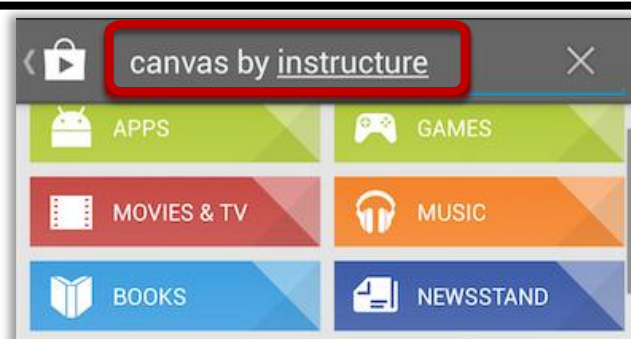 canvas by instructure
APPS GAMES
MOVIES & TV MUSIC
BOOKS NEWSSTAND